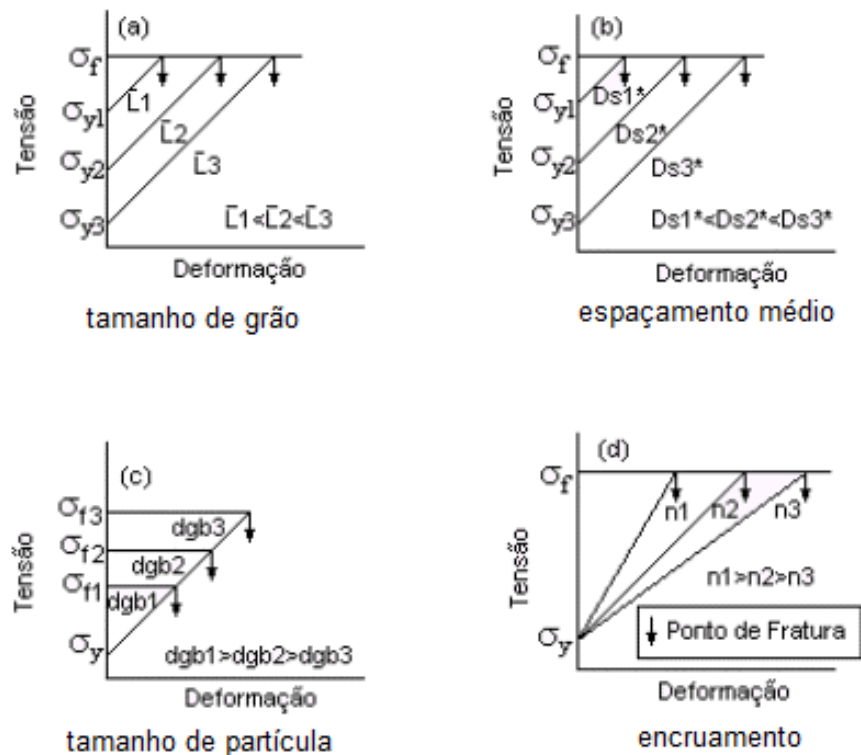 (a)
σf
σy1
σy2
σy3
Tensão
L̄1
L̄2
L̄3
L̄1<L̄2<L̄3
Deformação
tamanho de grão
(b)
σf
σy1
σy2
σy3
Tensão
Ds1*
Ds2*
Ds3*
Ds1*<Ds2*<Ds3*
Deformação
espaçamento médio
(c)
σf3
σf2
σf1
σy
Tensão
dgb3
dgb2
dgb1
dgb1>dgb2>dgb3
Deformação
tamanho de partícula
(d)
σf
σy
Tensão
n1 n2 n3
n1>n2>n3
Ponto de Fratura
Deformação
encruamento